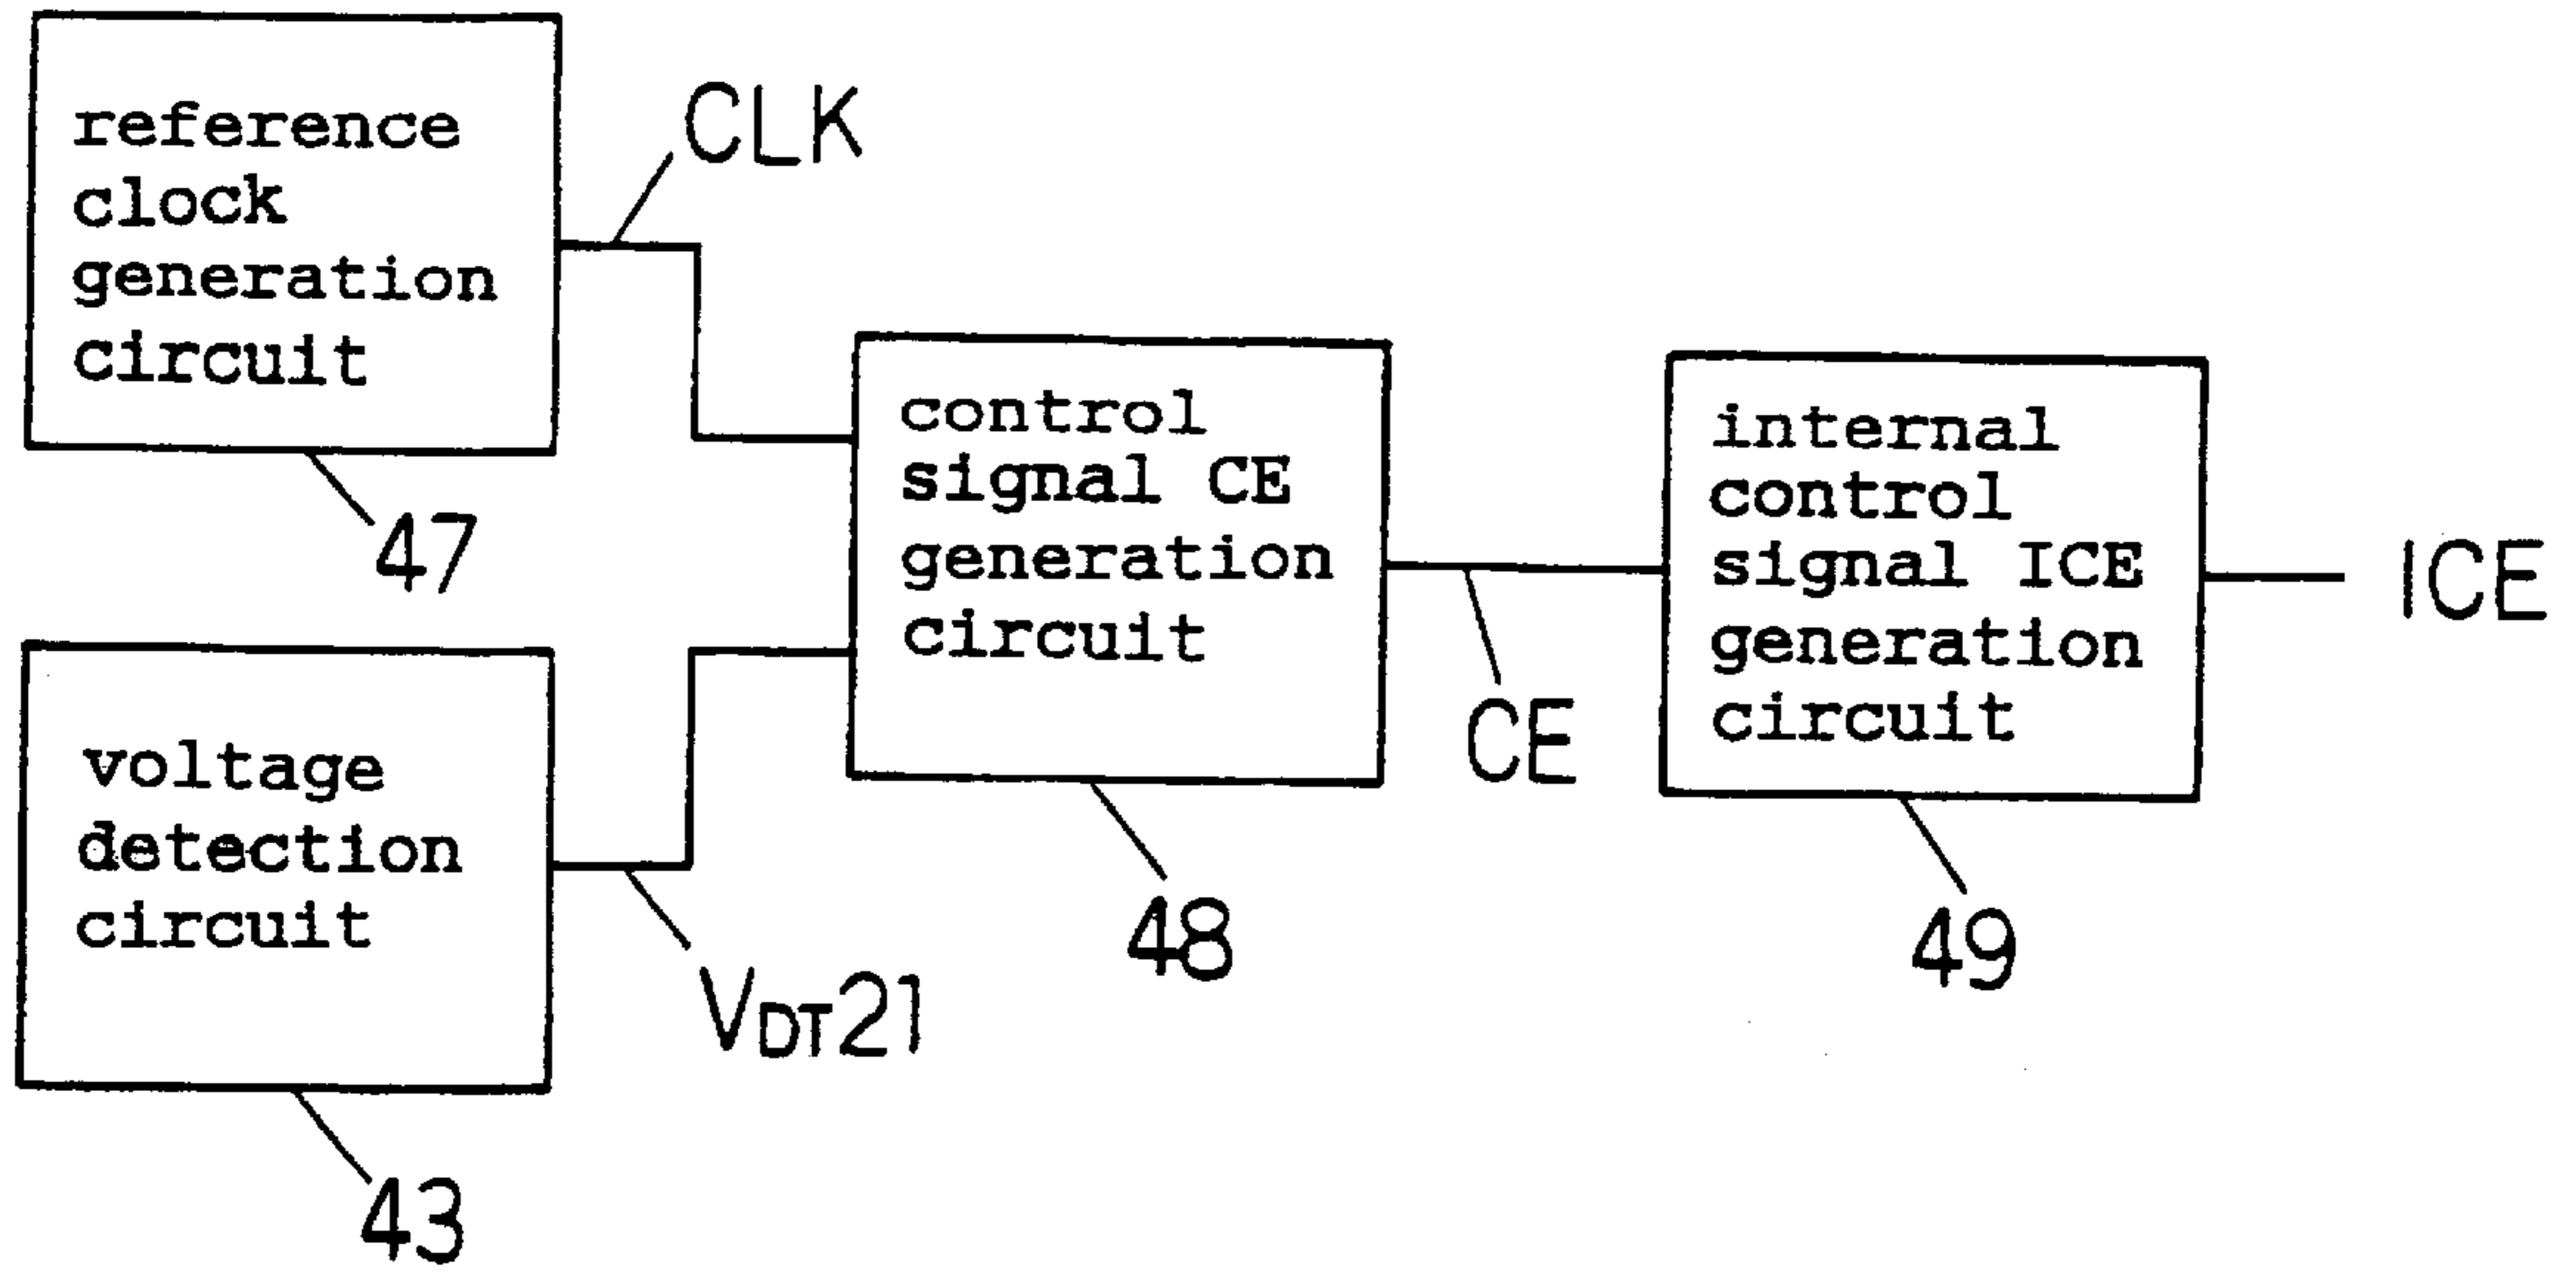 reference
clock
generation
circuit
CLK
47
voltage
detection
circuit
VDT21
43
control
signal CE
generation
circuit
48
CE
internal
control
signal ICE
generation
circuit
49
ICE